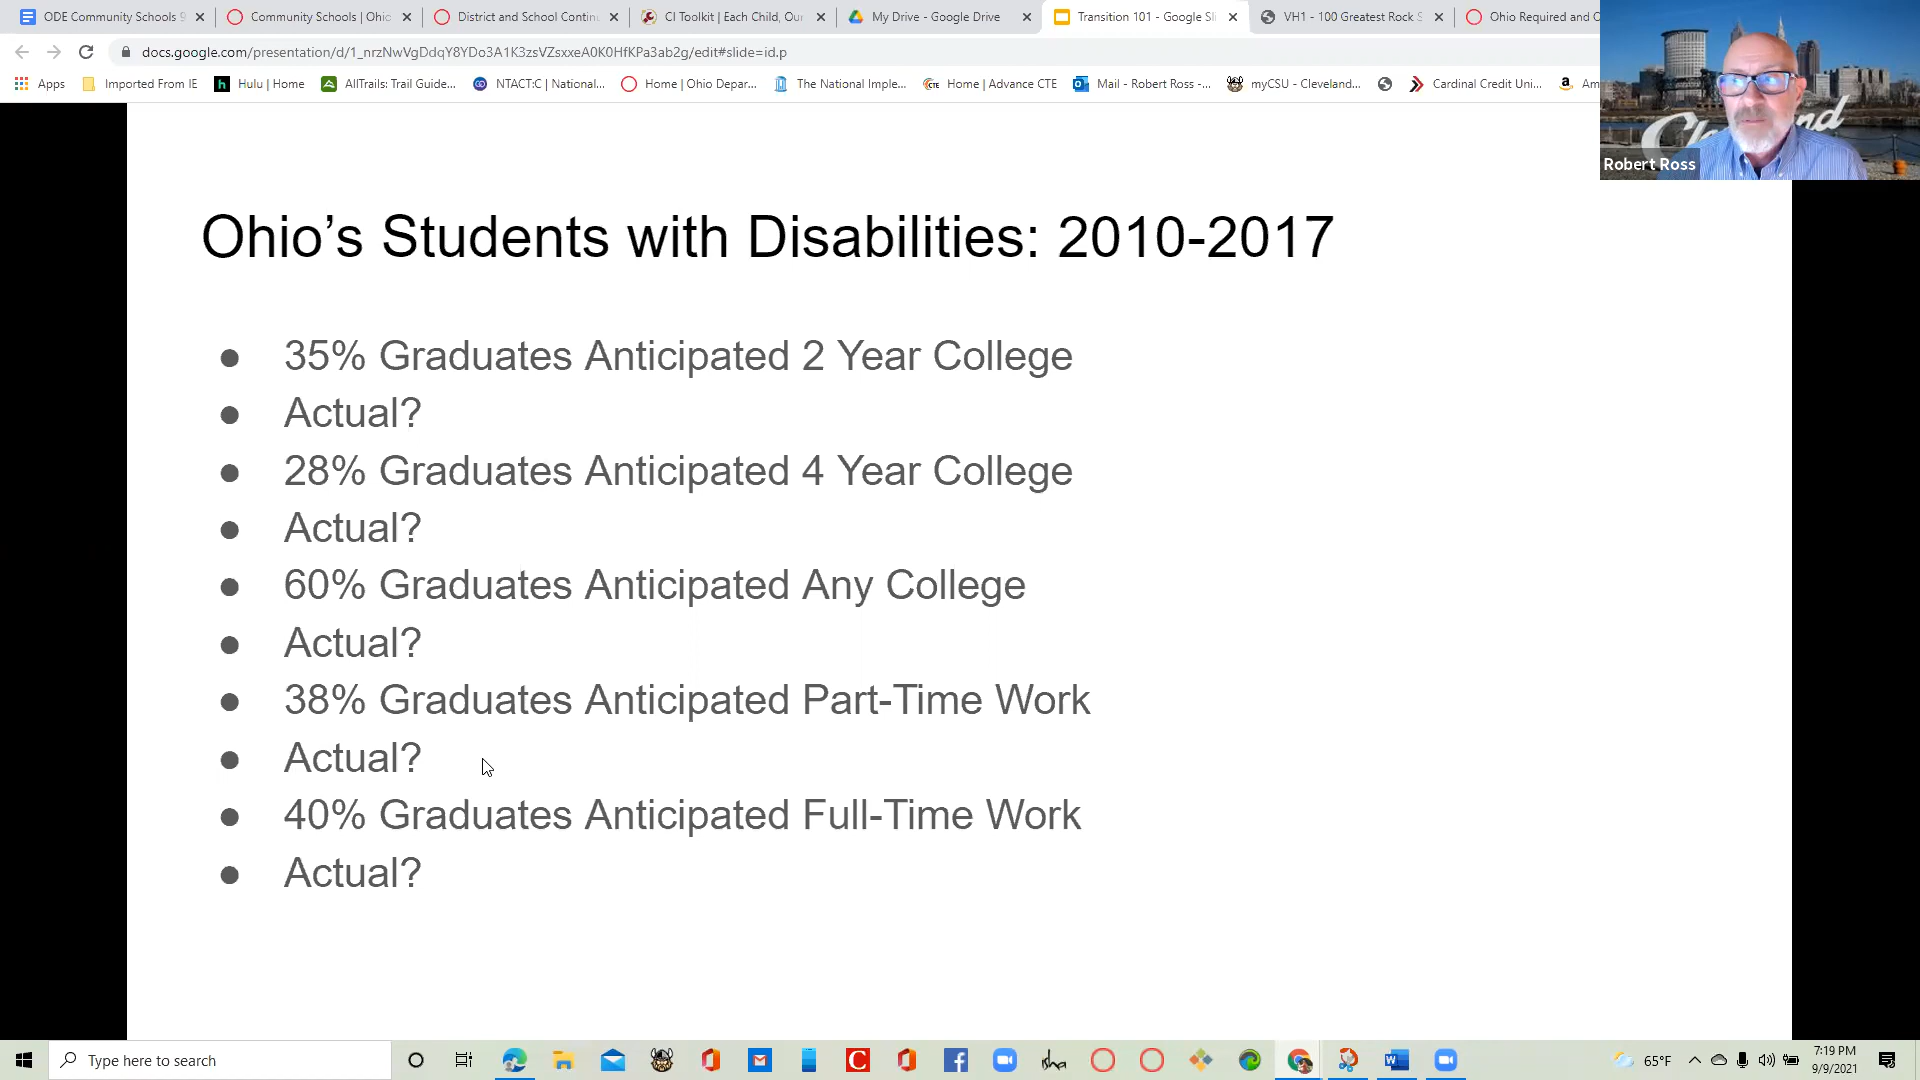 ODE Community Schools 9
Community Schools | Ohio
District and School Contin
CI Toolkit | Each Child, Our
My Drive - Google Drive
Transition 101 - Google Sli
VH1 - 100 Greatest Rock S
Ohio Required and O
docs.google.com/presentation/d/1_nrzNwVgDdqY8YDo3A1K3zsVZsxxeA0K0HfKPa3ab2g/edit#slide=id.p
Apps
Imported From IE
Hulu | Home
AllTrails: Trail Guide...
NTACT:C | National...
Home | Ohio Depar...
The National Imple...
Home | Advance CTE
Mail - Robert Ross -...
myCSU - Cleveland...
Cardinal Credit Uni...
Am
Robert Ross
Ohio's Students with Disabilities: 2010-2017
● 35% Graduates Anticipated 2 Year College
● Actual?
● 28% Graduates Anticipated 4 Year College
● Actual?
● 60% Graduates Anticipated Any College
● Actual?
● 38% Graduates Anticipated Part-Time Work
● Actual?
● 40% Graduates Anticipated Full-Time Work
● Actual?
Type here to search
65°F
7:19 PM
9/9/2021